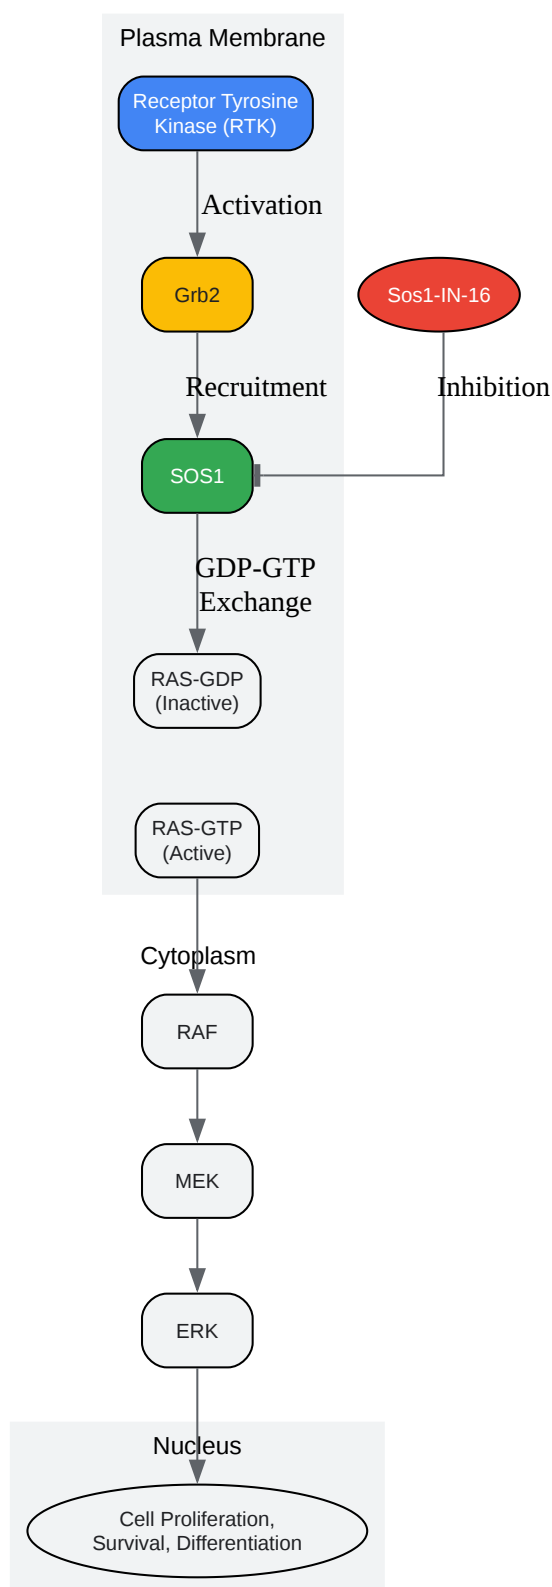 Plasma Membrane
Receptor Tyrosine
Kinase (RTK)
Activation
Grb2
Sos1-IN-16
Recruitment
Inhibition
SOS1
GDP-GTP
Exchange
RAS-GDP
(Inactive)
RAS-GTP
(Active)
Cytoplasm
RAF
MEK
ERK
Nucleus
Cell Proliferation,
Survival, Differentiation